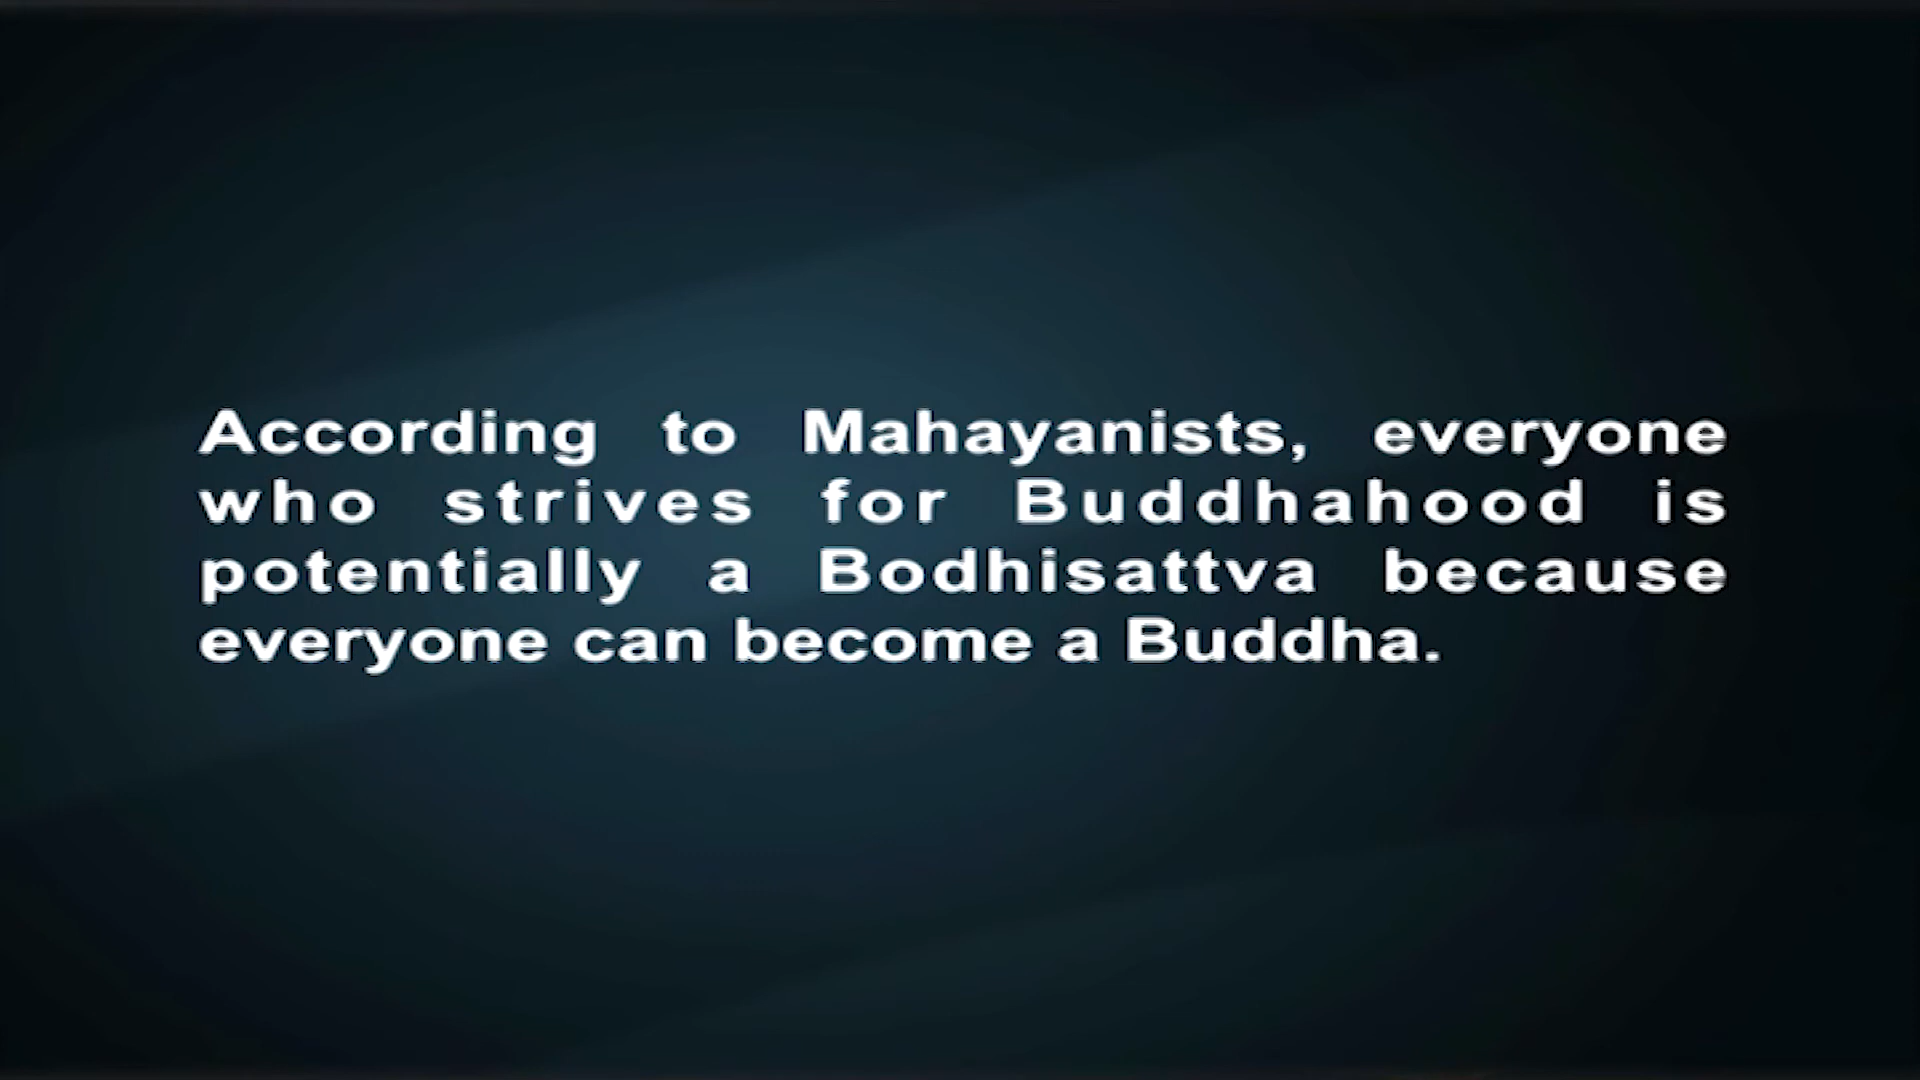 According to Mahayanists, everyone
who strives for Buddhahood is
potentially a Bodhisattva because
everyone can become a Buddha.